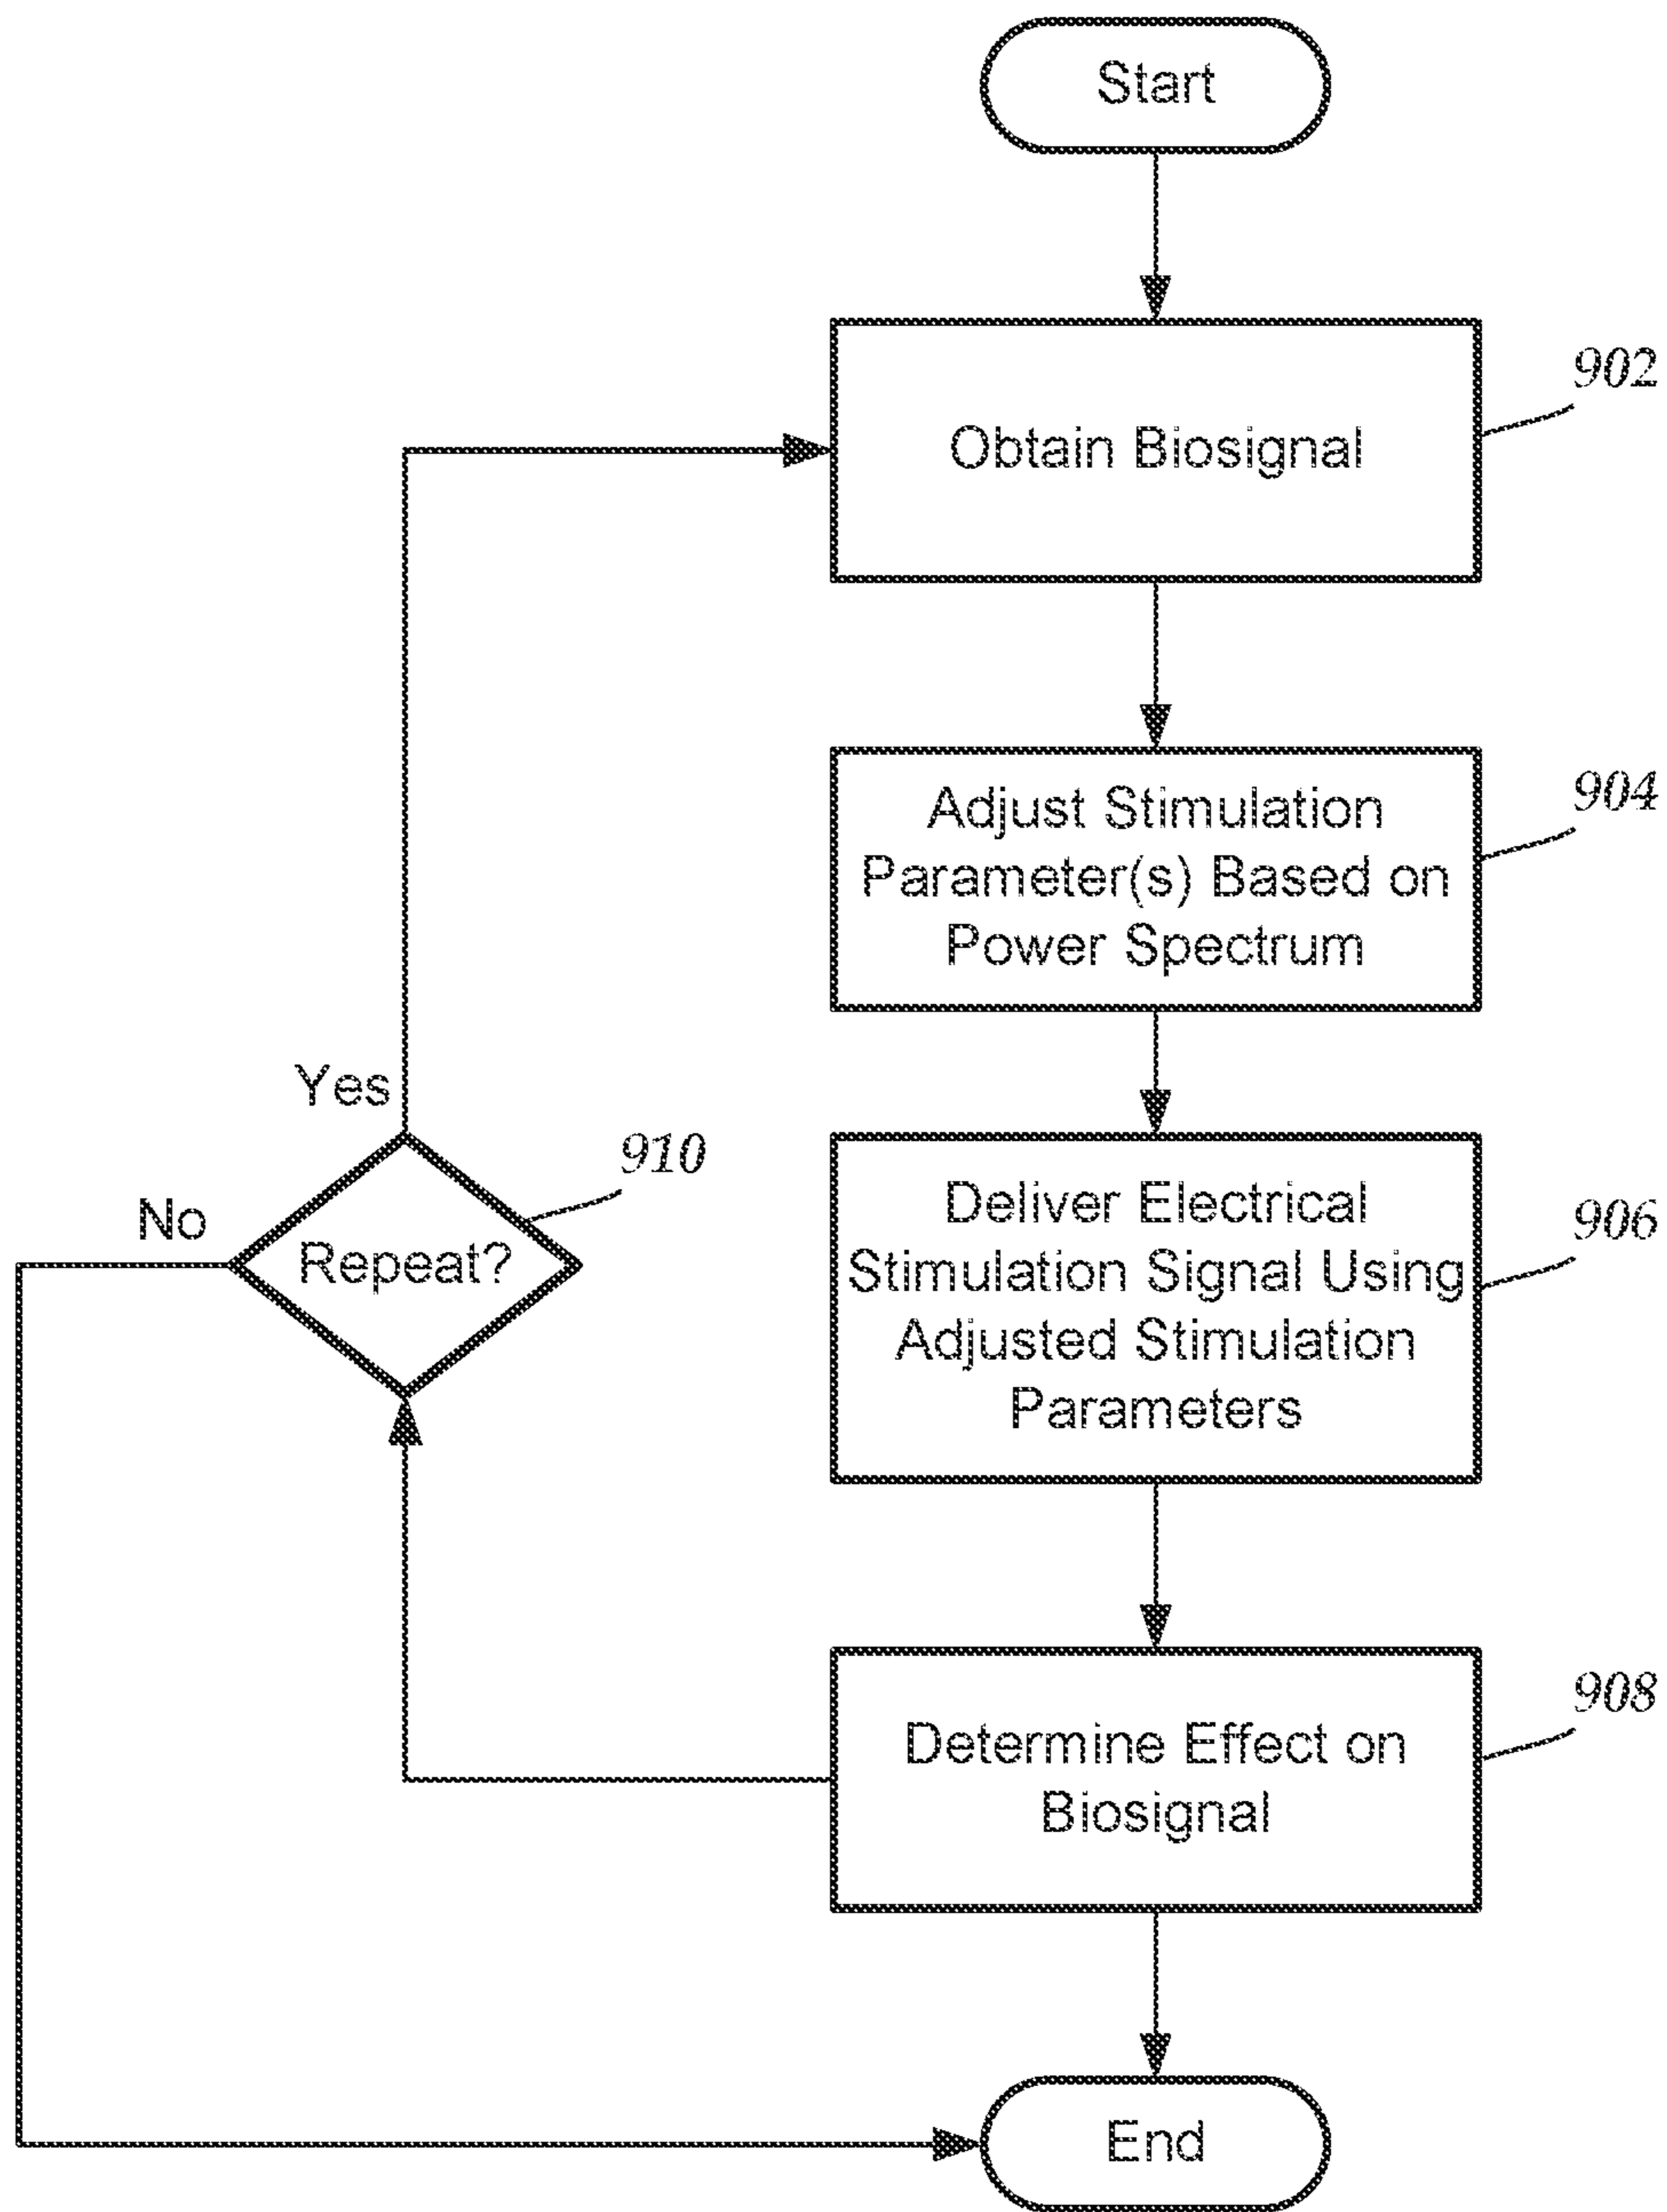 Start
Obtain Biosignal
902
Adjust Stimulation
Parameter(s) Based on
Power Spectrum
904
Yes
No
Repeat?
910
Deliver Electrical
Stimulation Signal Using
Adjusted Stimulation
Parameters
906
Determine Effect on
Biosignal
908
End